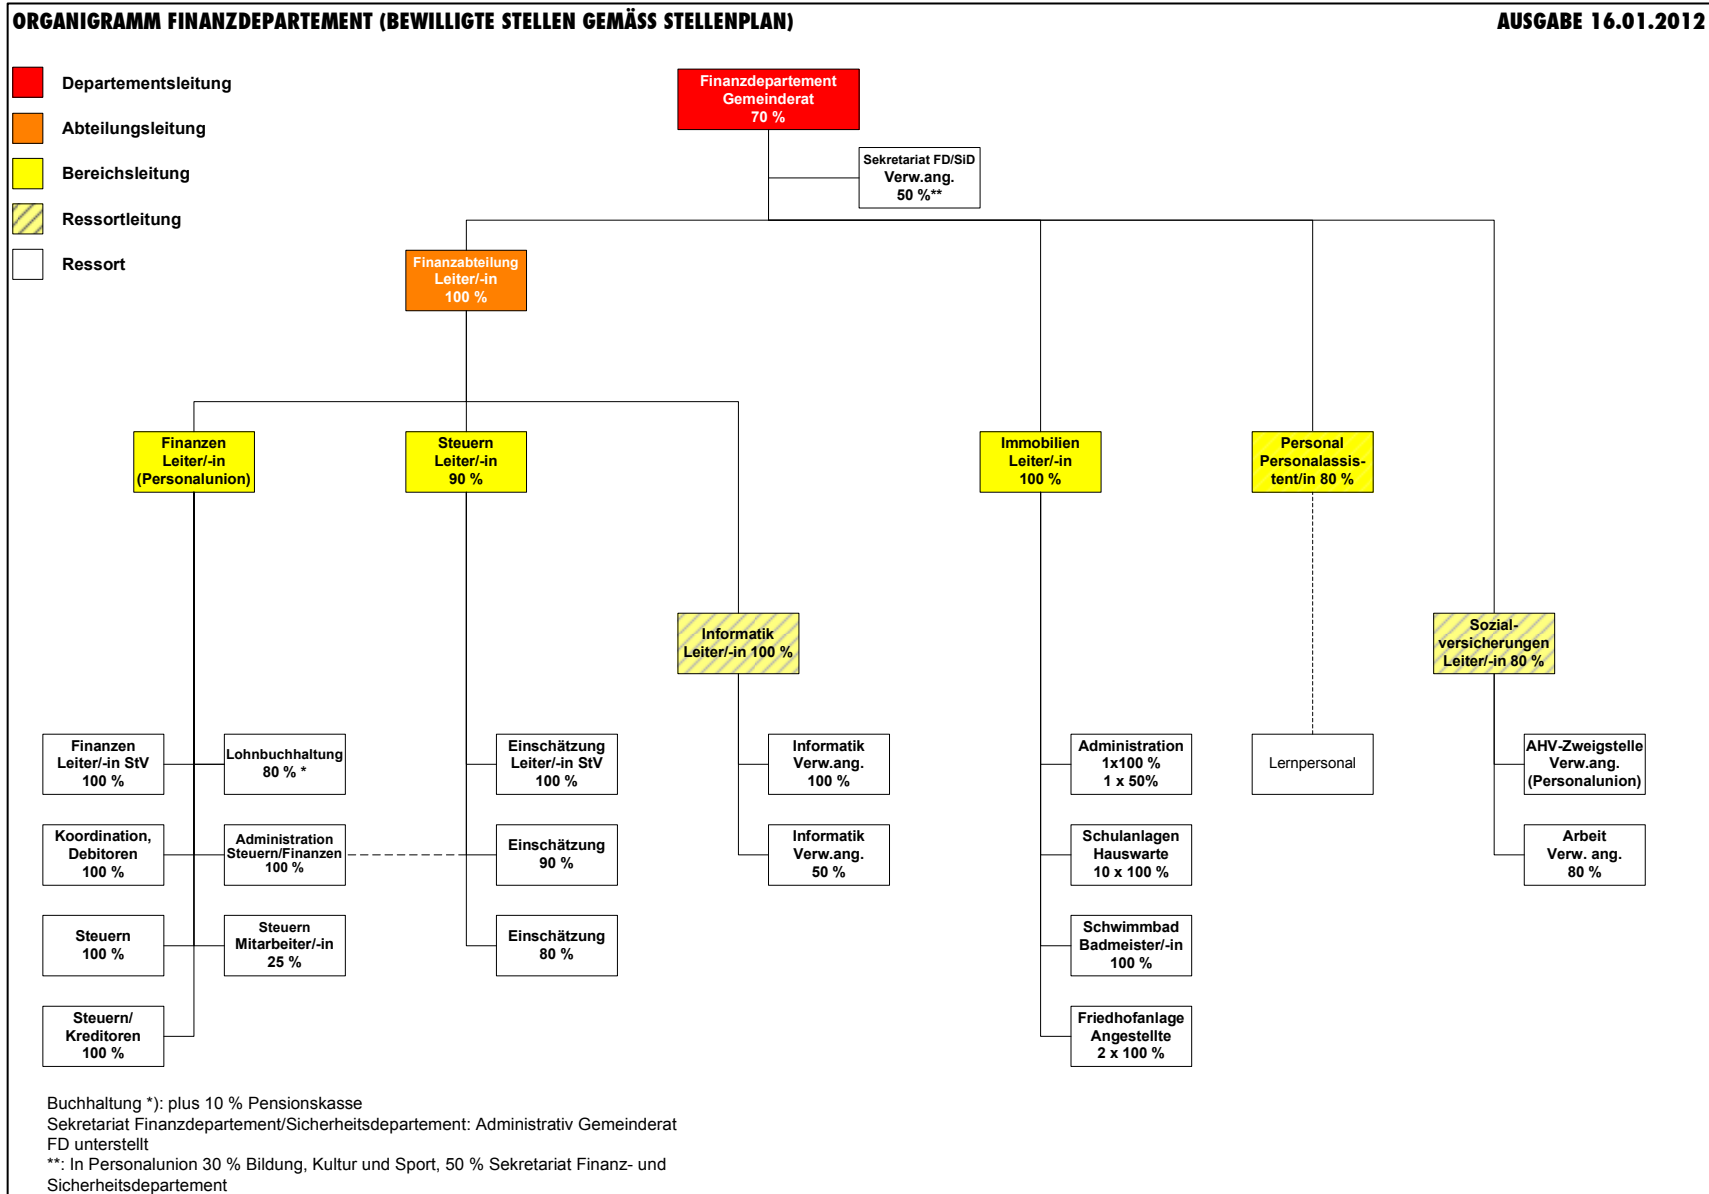 ORGANIGRAMM FINANZDEPARTEMENT (BEWILLIGTE STELLEN GEMÄSS STELLENPLAN)
AUSGABE 16.01.2012
Departementsleitung
Abteilungsleitung
Bereichsleitung
Ressortleitung
Ressort
Finanzdepartement
Gemeinderat
70 %
Sekretariat FD/SiD
Verw.ang.
50 %**
Finanzabteilung
Leiter/-in
100 %
Finanzen
Leiter/-in
(Personalunion)
Steuern
Leiter/-in
90 %
Immobilien
Leiter/-in
100 %
Personal
Personalassis-
tent/in 80 %
Informatik
Leiter/-in 100 %
Sozial-
versicherungen
Leiter/-in 80 %
Finanzen
Leiter/-in StV
100 %
Lohnbuchhaltung
80 % *
Einschätzung
Leiter/-in StV
100 %
Informatik
Verw.ang.
100 %
Administration
1x100 %
1 x 50%
Lernpersonal
AHV-Zweigstelle
Verw.ang.
(Personalunion)
Koordination,
Debitoren
100 %
Administration
Steuern/Finanzen
100 %
Einschätzung
90 %
Informatik
Verw.ang.
50 %
Schulanlagen
Hauswarte
10 x 100 %
Arbeit
Verw. ang.
80 %
Steuern
100 %
Steuern
Mitarbeiter/-in
25 %
Einschätzung
80 %
Schwimmbad
Badmeister/-in
100 %
Steuern/
Kreditoren
100 %
Friedhofanlage
Angestellte
2 x 100 %
Buchhaltung *): plus 10 % Pensionskasse
Sekretariat Finanzdepartement/Sicherheitsdepartement: Administrativ Gemeinderat
FD unterstellt
**: In Personalunion 30 % Bildung, Kultur und Sport, 50 % Sekretariat Finanz- und
Sicherheitsdepartement